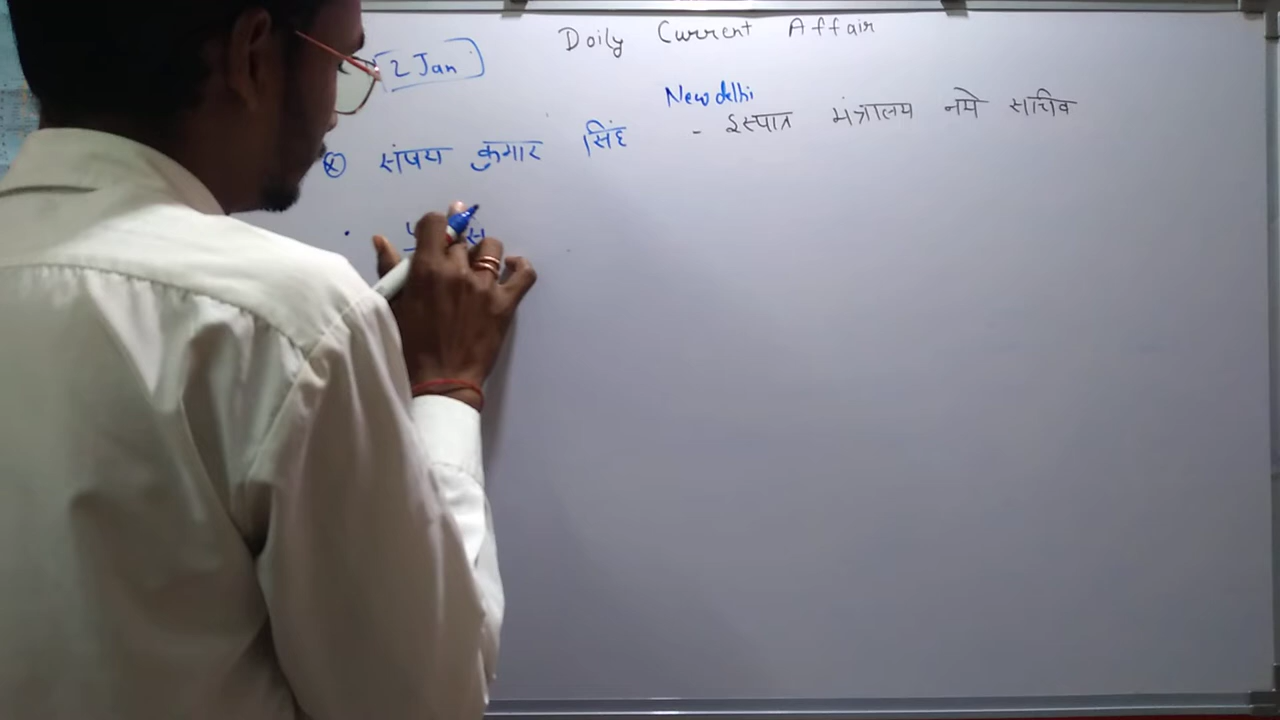 Daily Current Affair
2 Jan
New delhi
संजय कुमार सिंह - इस्पात मंत्रालय नये सचिव